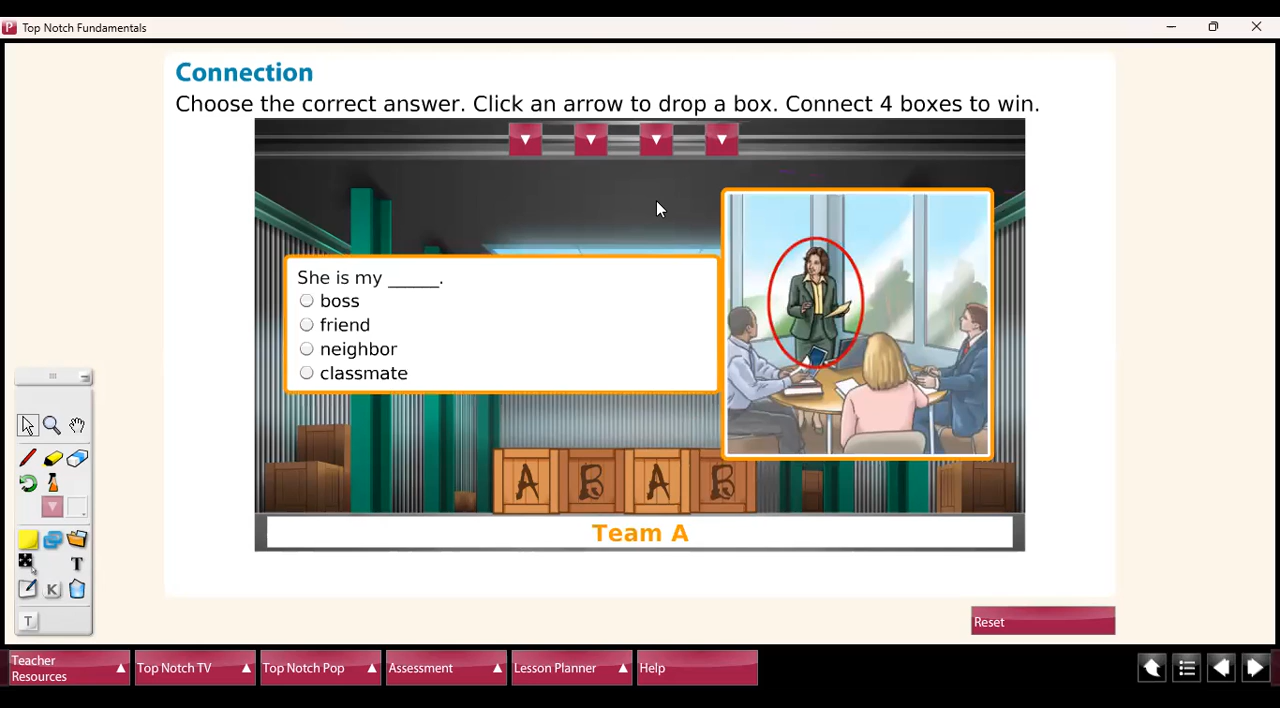 Top Notch Fundamentals
Connection
Choose the correct answer. Click an arrow to drop a box. Connect 4 boxes to win.
She is my ______.
boss
friend
neighbor
classmate
A B A B
Team A
K
T
T
Reset
Teacher Resources
Top Notch TV
Top Notch Pop
Assessment
Lesson Planner
Help